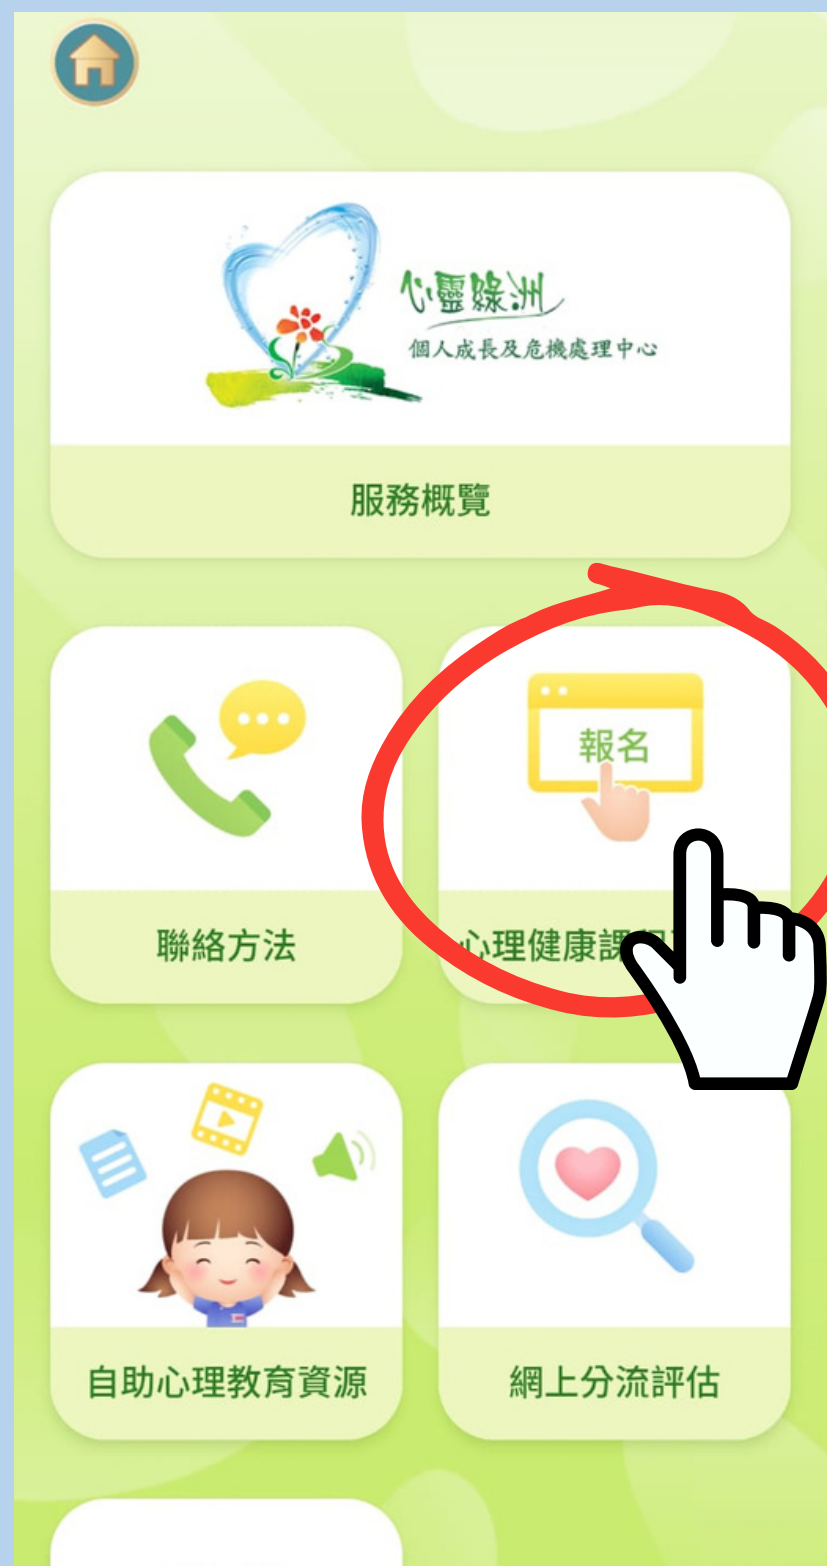 心靈綠洲
個人成長及危機處理中心
服務概覽
報名
聯絡方法
心理健康課
自助心理教育資源
網上分流評估